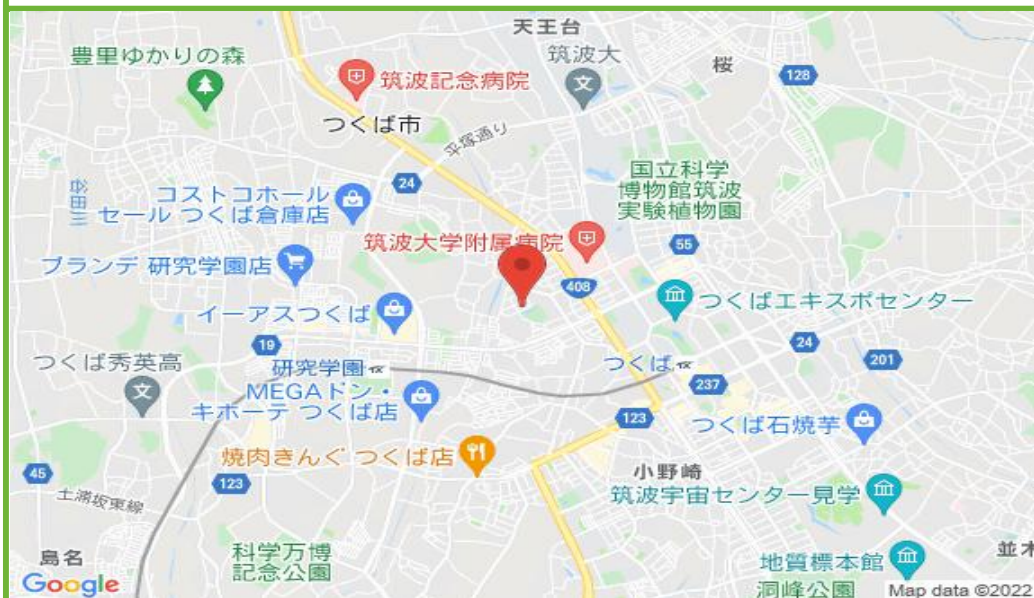 天王台
豊里ゆかりの森
筑波大
桜
128
筑波記念病院
つくば市
平塚通り
国立科学
博物館筑波
実験植物園
谷田川
24
コストコホール
セール つくば倉庫店
筑波大学附属病院
55
ブランデ 研究学園店
408
つくばエキスポセンター
イーアスつくば
19
24
201
つくば秀英高
研究学園
つくば
237
MEGAドン・
キホーテ つくば店
123
つくば石焼芋
焼肉きんぐ つくば店
45
123
小野崎
土浦坂東線
筑波宇宙センター見学
島名
科学万博
記念公園
地質標本館
並木
洞峰公園
Google
Map data ©2022